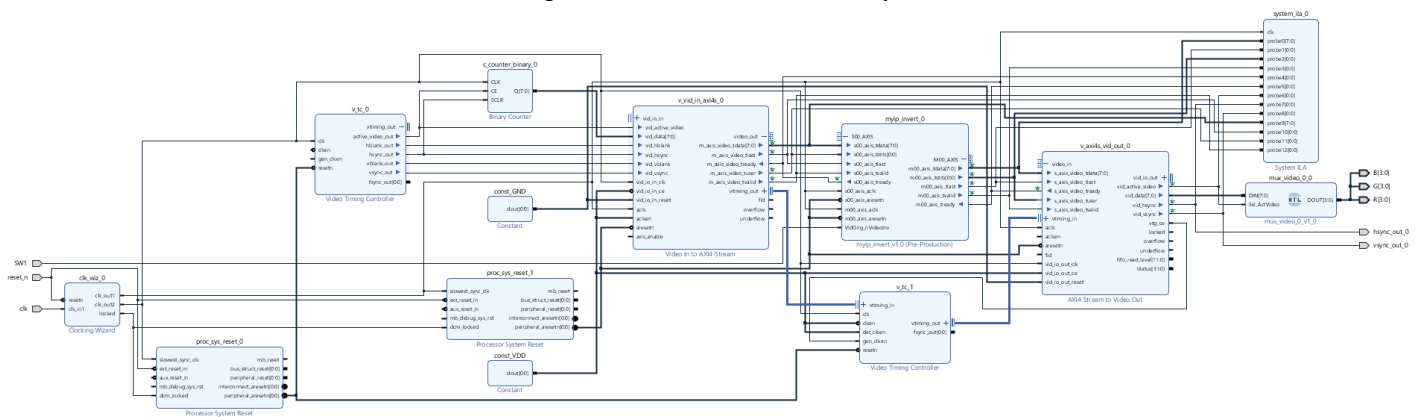 system_ila_0
clk
probe0[7:0]
probe1[0:0]
probe2[0:0]
probe3[0:0]
probe4[0:0]
probe5[0:0]
probe6[0:0]
probe7[0:0]
probe8[0:0]
probe9[7:0]
probe10[0:0]
probe11[0:0]
probe12[0:0]
System ILA
c_counter_binary_0
CLK
CE
SCLR
Q[7:0]
Binary Counter
v_tc_0
clk
clken
gen_clken
resetn
vtiming_out
active_video_out
hblank_out
hsync_out
vblank_out
vsync_out
fsync_out[0:0]
Video Timing Controller
v_vid_in_axi4s_0
vid_io_in
vid_active_video
vid_data[7:0]
vid_hblank
vid_hsync
vid_vblank
vid_vsync
vid_io_in_clk
vid_io_in_ce
vid_io_in_reset
aclk
aclken
aresetn
axis_enable
video_out
m_axis_video_tdata[7:0]
m_axis_video_tlast
m_axis_video_tready
m_axis_video_tuser
m_axis_video_tvalid
vtiming_out
fid
overflow
underflow
Video In to AXI4-Stream
myip_invert_0
S00_AXIS
s00_axis_tdata[7:0]
s00_axis_tstrb[0:0]
s00_axis_tlast
s00_axis_tvalid
s00_axis_tready
s00_axis_aclk
s00_axis_aresetn
m00_axis_aclk
m00_axis_aresetn
VidOrig_nVideoInv
M00_AXIS
m00_axis_tdata[7:0]
m00_axis_tstrb[0:0]
m00_axis_tlast
m00_axis_tvalid
m00_axis_tready
myip_invert_v1.0 (Pre-Production)
v_axi4s_vid_out_0
video_in
s_axis_video_tdata[7:0]
s_axis_video_tlast
s_axis_video_tready
s_axis_video_tuser
s_axis_video_tvalid
vtiming_in
aclk
aclken
aresetn
fid
vid_io_out_clk
vid_io_out_ce
vid_io_out_reset
vid_io_out
vid_active_video
vid_data[7:0]
vid_hsync
vid_vsync
vtg_ce
locked
overflow
underflow
fifo_read_level[11:0]
status[31:0]
AXI4-Stream to Video Out
mux_video_0_0
DIN[7:0]
Sel_ActVideo
RTL
DOUT[3:0]
mux_video_0_v1_0
B[3:0]
G[3:0]
R[3:0]
hsync_out_0
vsync_out_0
const_GND
dout[0:0]
Constant
SW1
reset_n
clk
clk_wiz_0
resetn
clk_in1
clk_out1
clk_out2
locked
Clocking Wizard
proc_sys_reset_1
slowest_sync_clk
ext_reset_in
aux_reset_in
mb_debug_sys_rst
dcm_locked
mb_reset
bus_struct_reset[0:0]
peripheral_reset[0:0]
interconnect_aresetn[0:0]
peripheral_aresetn[0:0]
Processor System Reset
v_tc_1
vtiming_in
clk
clken
det_clken
gen_clken
resetn
vtiming_out
fsync_out[0:0]
Video Timing Controller
proc_sys_reset_0
slowest_sync_clk
ext_reset_in
aux_reset_in
mb_debug_sys_rst
dcm_locked
mb_reset
bus_struct_reset[0:0]
peripheral_reset[0:0]
interconnect_aresetn[0:0]
peripheral_aresetn[0:0]
Processor System Reset
const_VDD
dout[0:0]
Constant